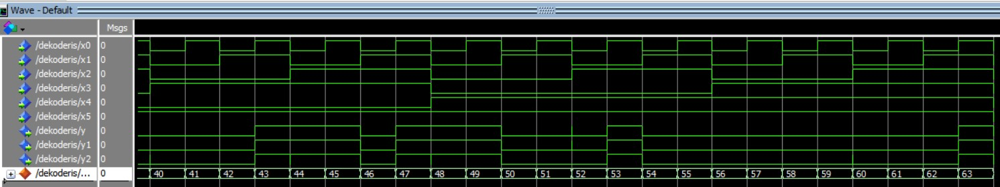 Wave - Default
Msgs
/dekoderis/x0 0
/dekoderis/x1 0
/dekoderis/x2 0
/dekoderis/x3 0
/dekoderis/x4 0
/dekoderis/x5 0
/dekoderis/y 0
/dekoderis/y1 0
/dekoderis/y2 0
/dekoderis/... 0 40 41 42 43 44 45 46 47 48 49 50 51 52 53 54 55 56 57 58 59 60 61 62 63